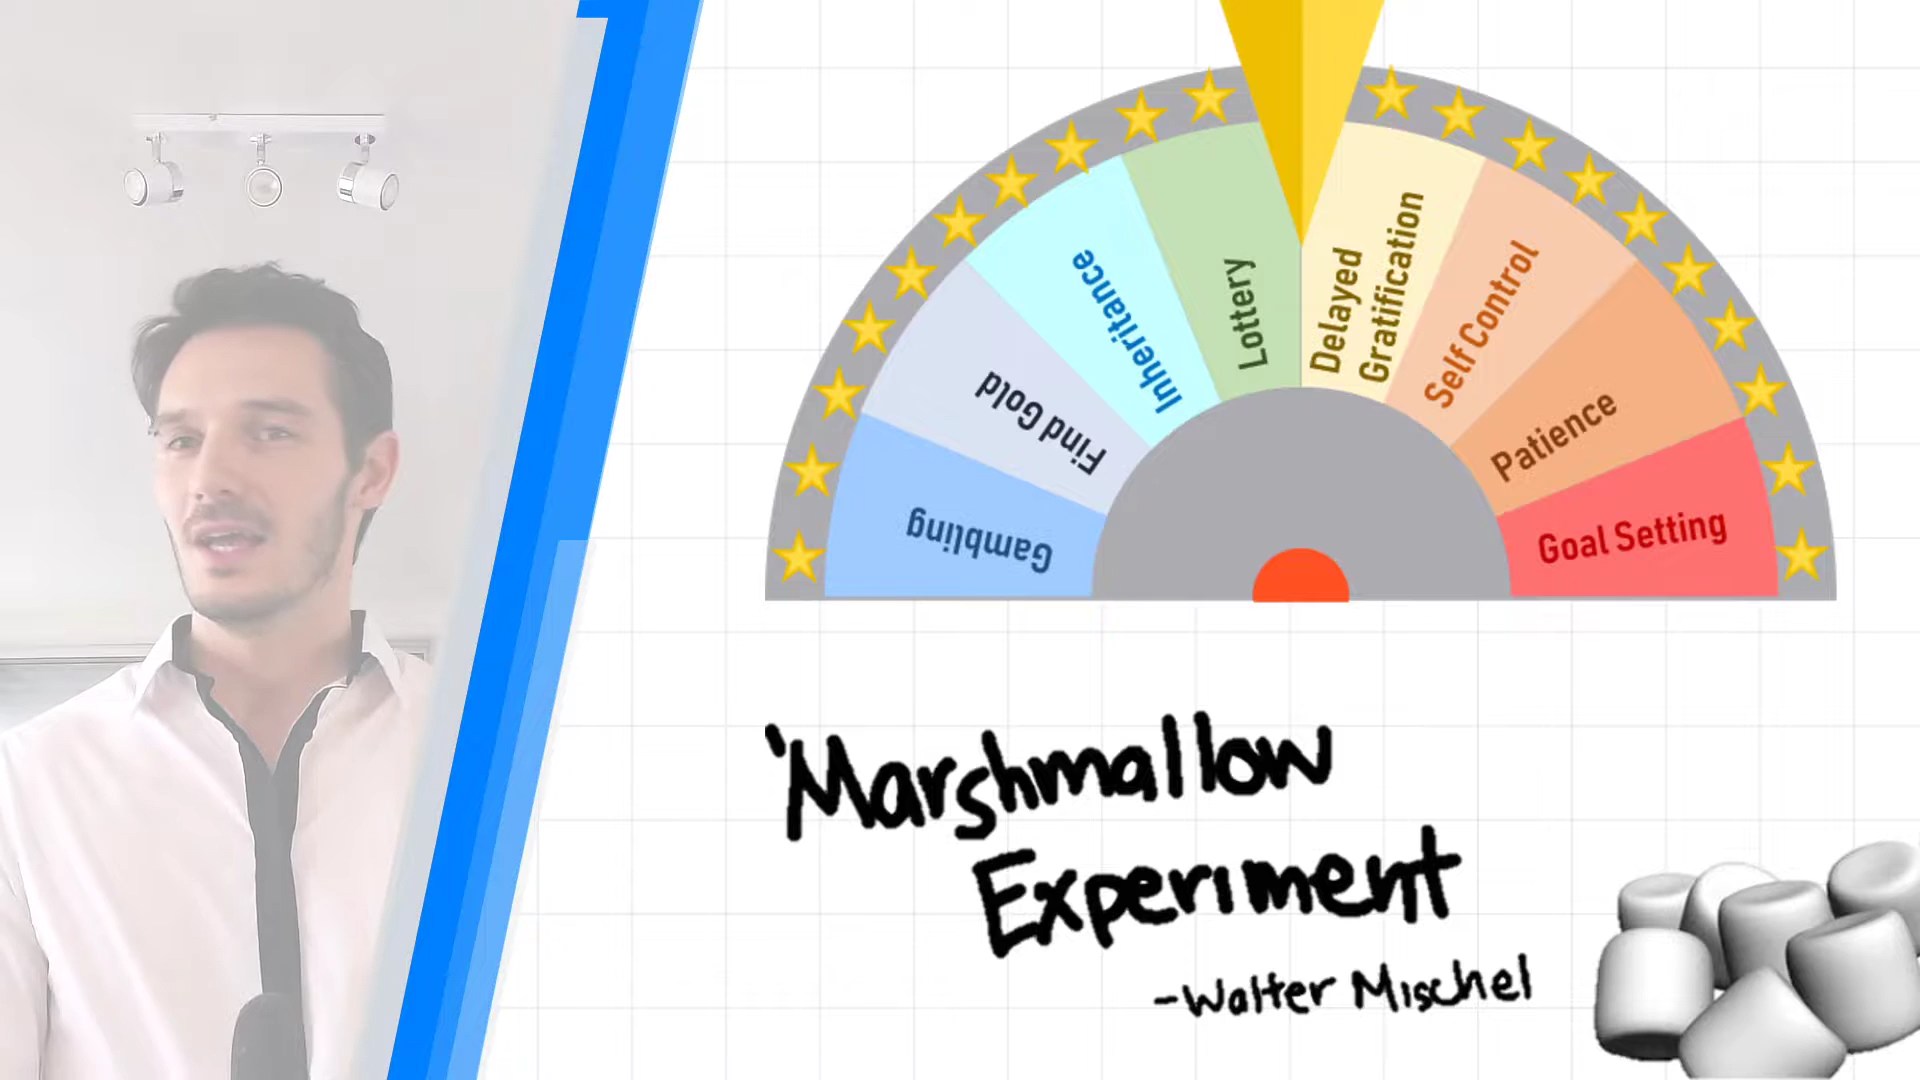 Gambling
Find Gold
Inheritance
Lottery
Delayed
Gratification
Self Control
Patience
Goal Setting
'Marshmallow
Experiment
-Walter Mischel